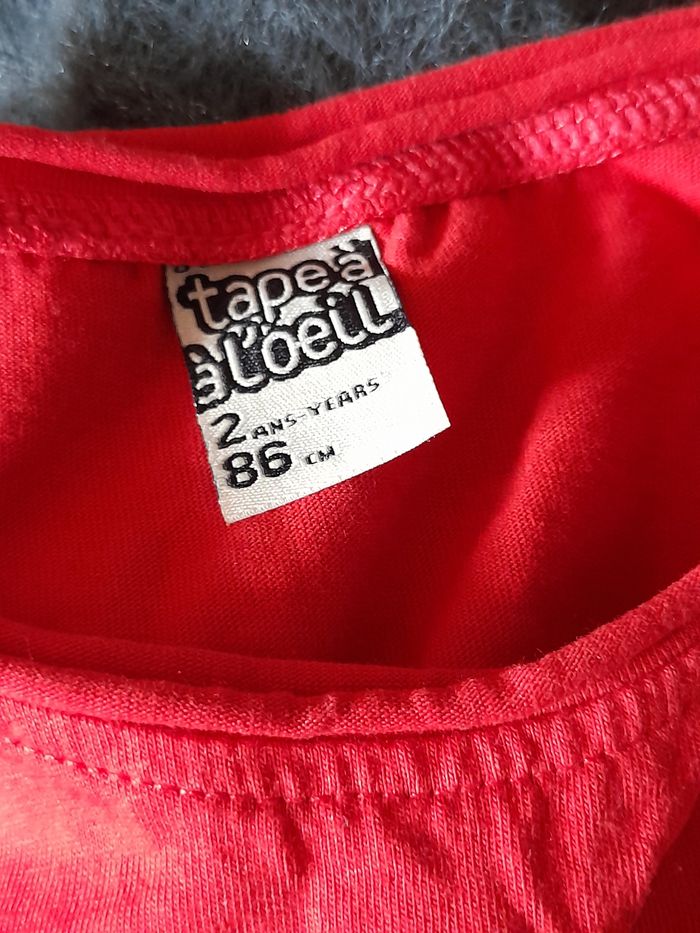 tape à
à l'oeil
2 ANS-YEARS
86 CM